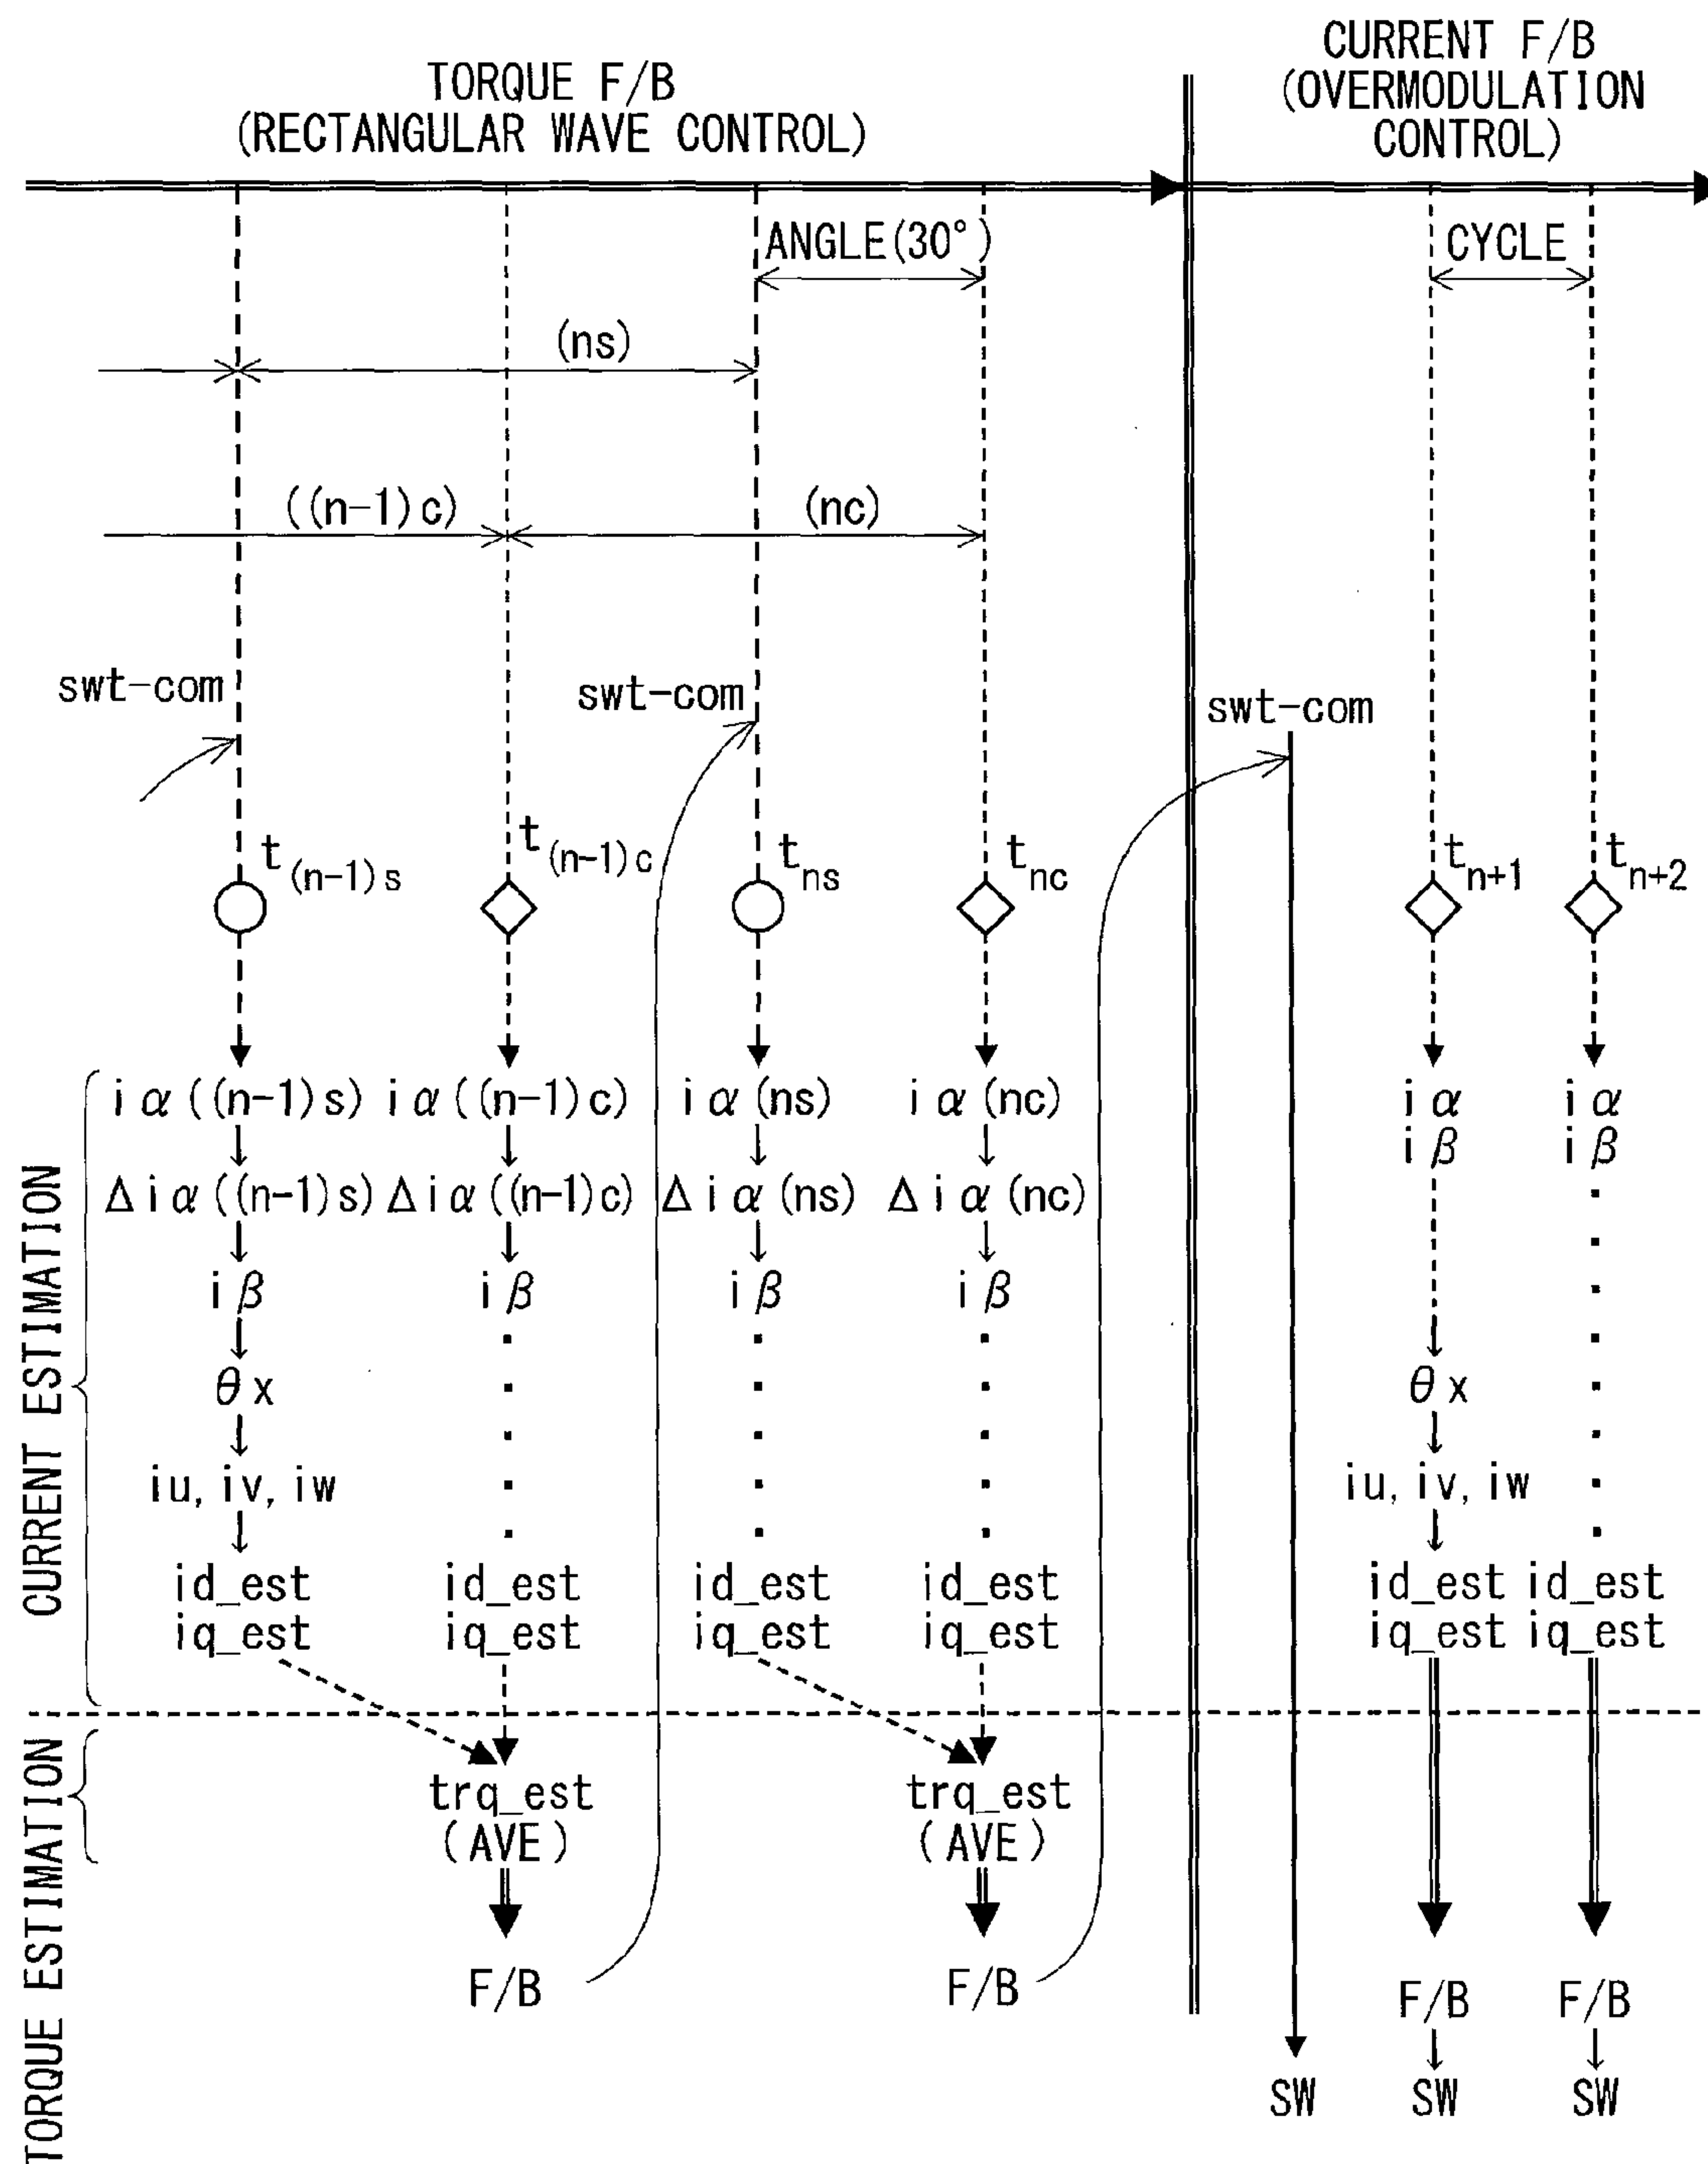 TORQUE F/B
(RECTANGULAR WAVE CONTROL)
CURRENT F/B
(OVERMODULATION
CONTROL)
ANGLE(30°)
CYCLE
(ns)
((n-1)c)
(nc)
swt-com
swt-com
swt-com
t(n-1)s
t(n-1)c
tns
tnc
tn+1
tn+2
CURRENT ESTIMATION
iα((n-1)s) iα((n-1)c) iα(ns) iα(nc) iα iα
iβ iβ
Δiα((n-1)s) Δiα((n-1)c) Δiα(ns) Δiα(nc)
iβ iβ iβ iβ
θx θx
iu, iv, iw iu, iv, iw
id_est id_est id_est id_est id_est id_est
iq_est iq_est iq_est iq_est iq_est iq_est
TORQUE ESTIMATION
trq_est trq_est
(AVE) (AVE)
F/B F/B F/B F/B
SW SW SW